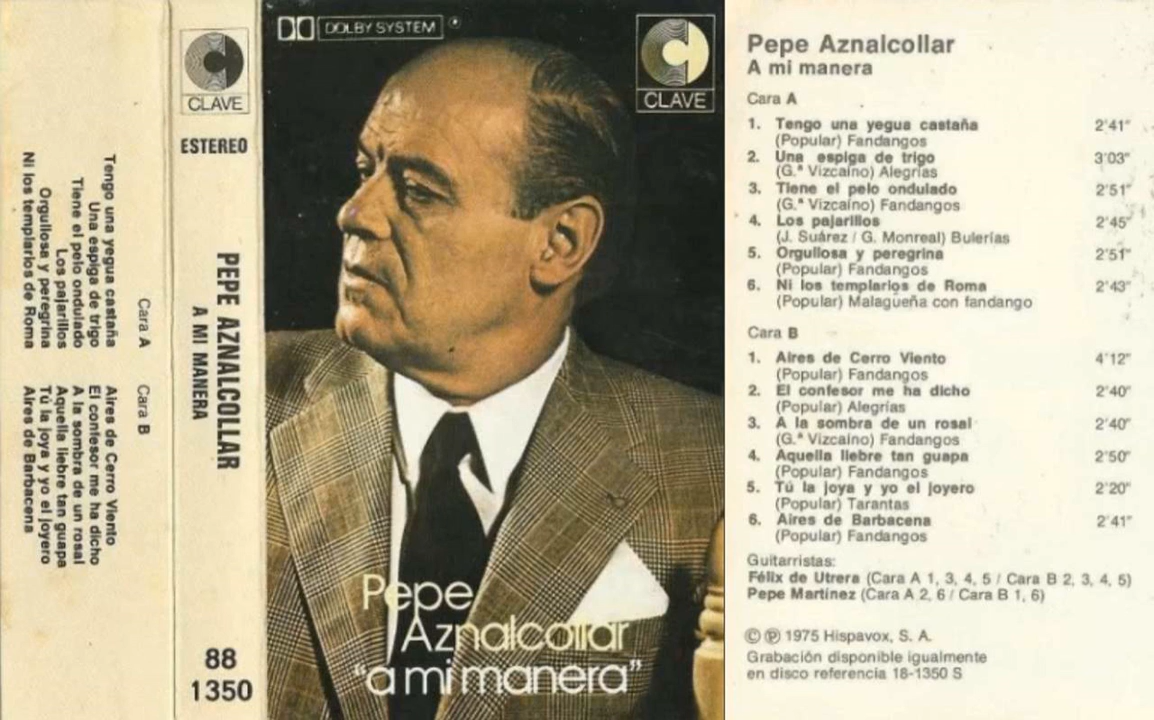 Cara A
Tengo una yegua castaña
Una espiga de trigo
Tiene el pelo ondulado
Los pajarillos
Orgullosa y peregrina
Ni los templarios de Roma
Cara B
Aires de Cerro Viento
El confesor me ha dicho
A la sombra de un rosal
Aquella liebre tan guapa
Tú la joya y yo el joyero
Aires de Barbacena
CLAVE
ESTEREO
PEPE AZNALCOLLAR
A MI MANERA
88
1350
DOLBY SYSTEM
CLAVE
Pepe
Aznalcollar
"a mi manera"
Pepe Aznalcollar
A mi manera
Cara A
1. Tengo una yegua castaña 2'41"
(Popular) Fandangos
2. Una espiga de trigo 3'03"
(G.ª Vizcaíno) Alegrías
3. Tiene el pelo ondulado 2'51"
(G.ª Vizcaíno) Fandangos
4. Los pajarillos 2'45"
(J. Suárez / G. Monreal) Bulerías
5. Orgullosa y peregrina 2'51"
(Popular) Fandangos
6. Ni los templarios de Roma 2'43"
(Popular) Malagueña con fandango
Cara B
1. Aires de Cerro Viento 4'12"
(Popular) Fandangos
2. El confesor me ha dicho 2'40"
(Popular) Alegrías
3. A la sombra de un rosal 2'40"
(G.ª Vizcaíno) Fandangos
4. Aquella liebre tan guapa 2'50"
(Popular) Fandangos
5. Tú la joya y yo el joyero 2'20"
(Popular) Tarantas
6. Aires de Barbacena 2'41"
(Popular) Fandangos
Guitarristas:
Félix de Utrera (Cara A 1, 3, 4, 5 / Cara B 2, 3, 4, 5)
Pepe Martínez (Cara A 2, 6 / Cara B 1, 6)
© ℗ 1975 Hispavox, S. A.
Grabación disponible igualmente
en disco referencia 18-1350 S